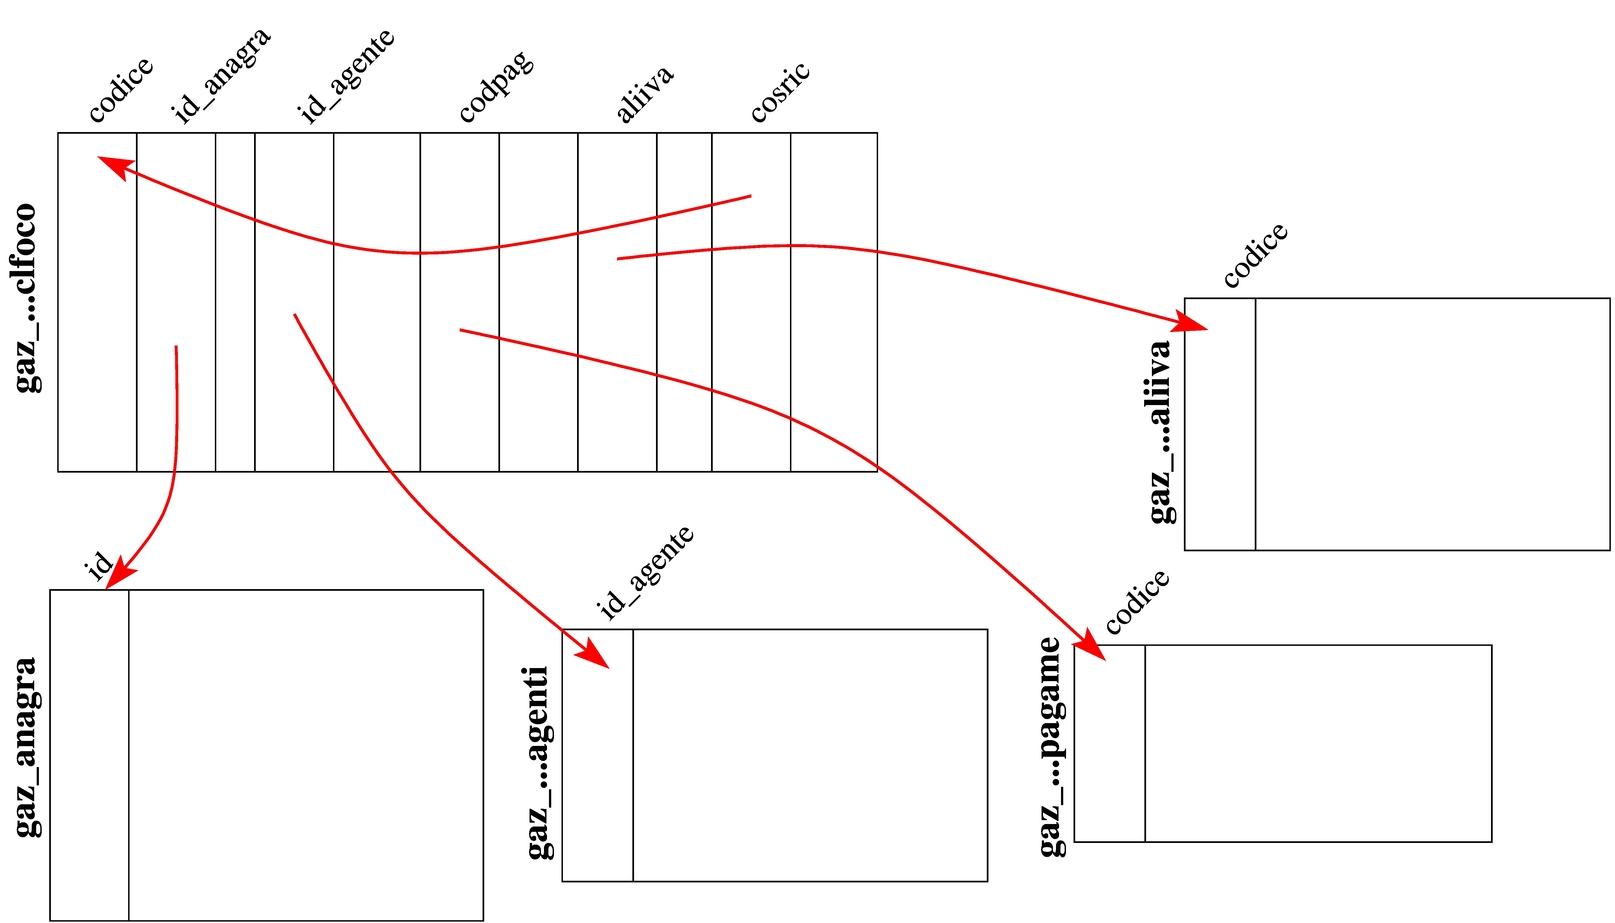 codice
id_anagra
id_agente
codpag
aliiva
cosric
gaz_...clfoco
codice
gaz_...aliiva
id
gaz_anagra
id_agente
gaz_...agenti
codice
gaz_...pagame